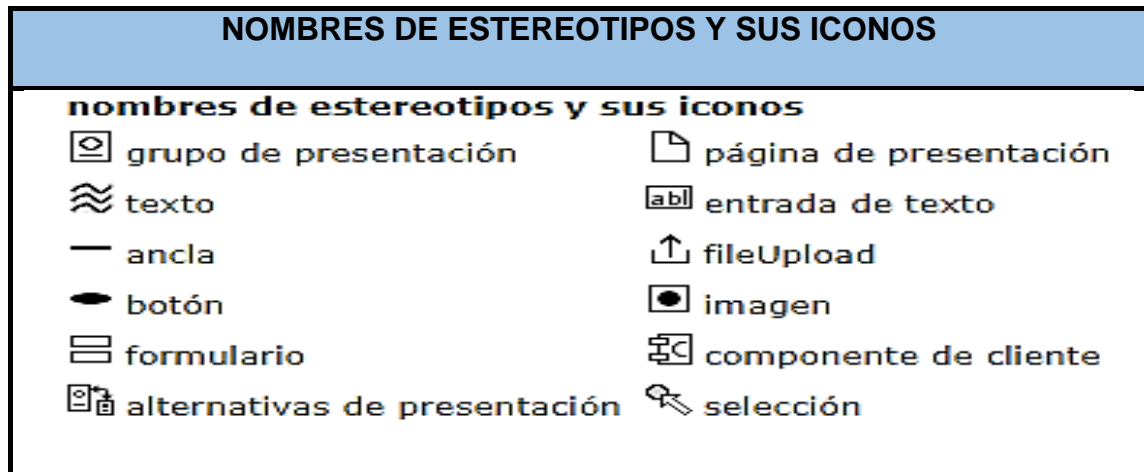 NOMBRES DE ESTEREOTIPOS Y SUS ICONOS
nombres de estereotipos y sus iconos
grupo de presentación página de presentación
texto abl entrada de texto
ancla fileUpload
botón imagen
formulario componente de cliente
alternativas de presentación selección